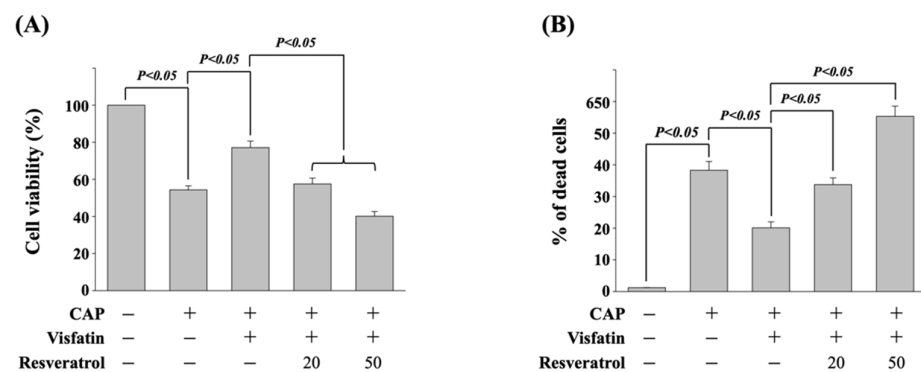 (A)
P<0.05
P<0.05
P<0.05
Cell viability (%)
100
80
60
40
20
0
CAP − + + + +
Visfatin − − + + +
Resveratrol − − − 20 50
(B)
P<0.05
P<0.05
P<0.05
P<0.05
% of dead cells
650
50
40
30
20
10
0
CAP − + + + +
Visfatin − − + + +
Resveratrol − − − 20 50